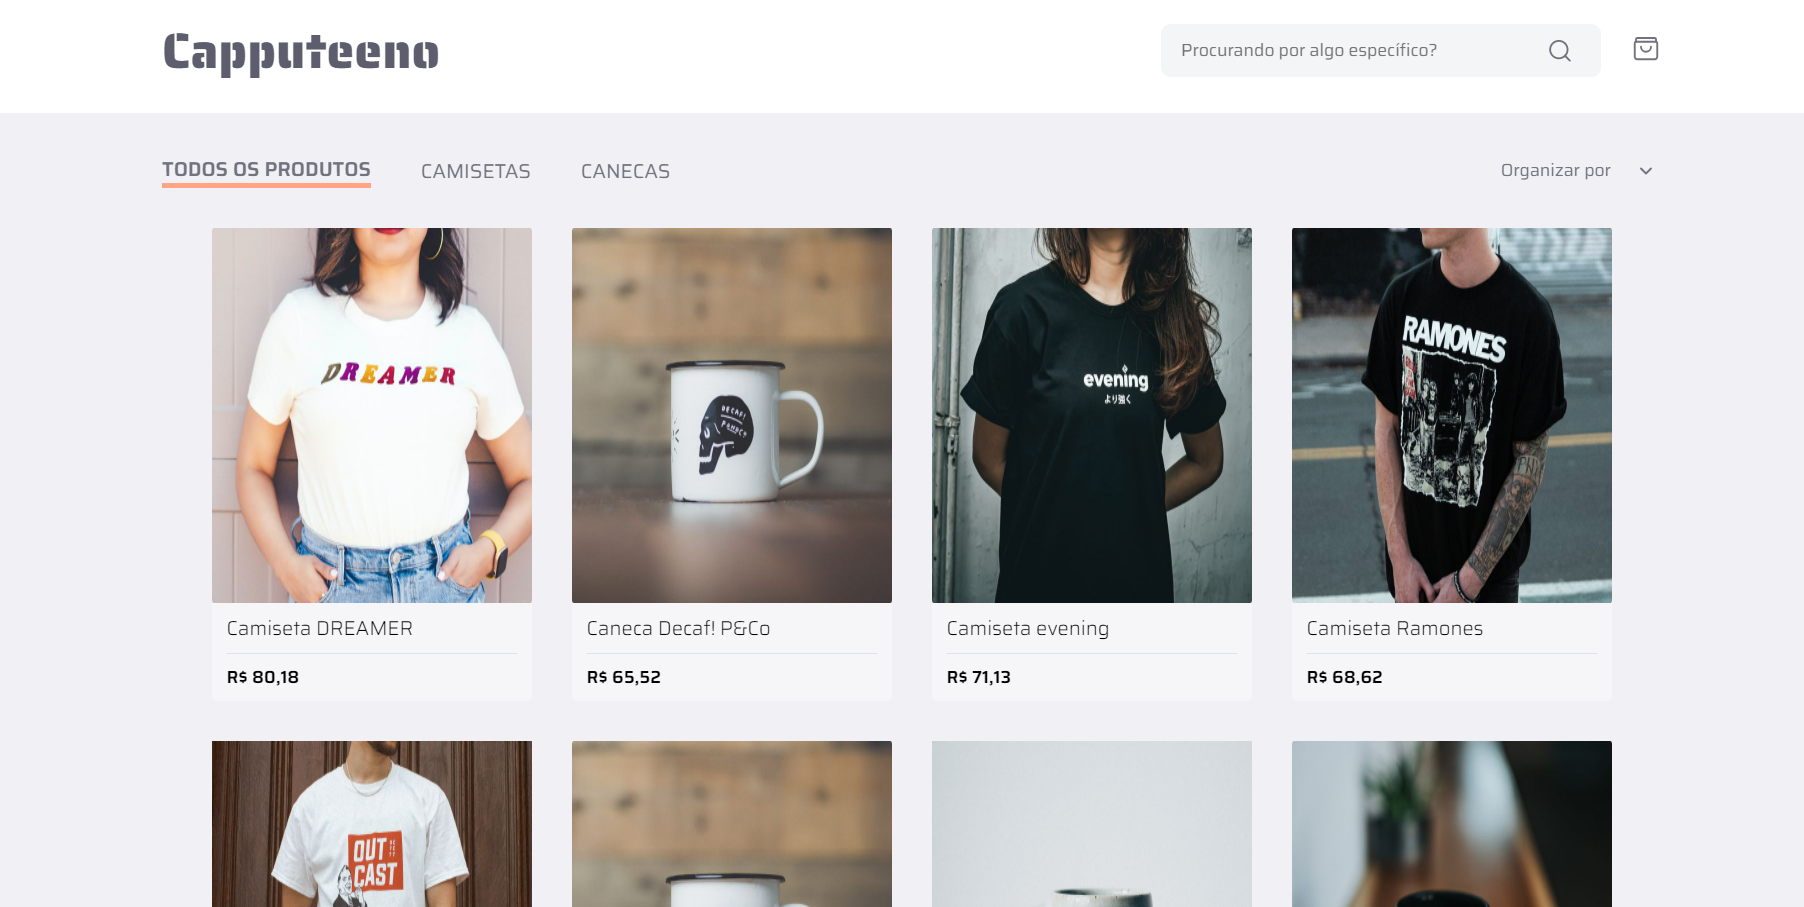 Capputeeno
Procurando por algo específico?
TODOS OS PRODUTOS
CAMISETAS
CANECAS
Organizar por
DREAMER
DECAF!
P&NDCO
evening
より強く
RAMONES
Camiseta DREAMER
Caneca Decaf! P&Co
Camiseta evening
Camiseta Ramones
R$ 80,18
R$ 65,52
R$ 71,13
R$ 68,62
OUT
CAST